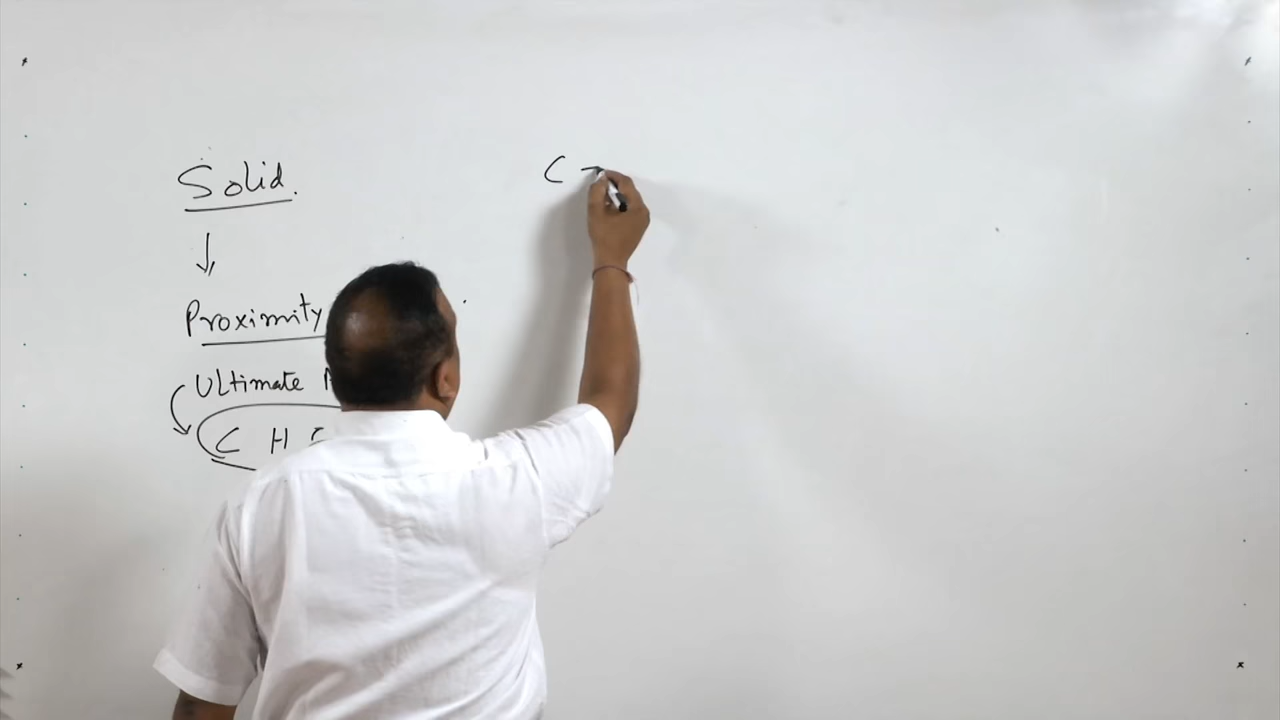 Solid.
↓
Proximity
Ultimate
C H
C